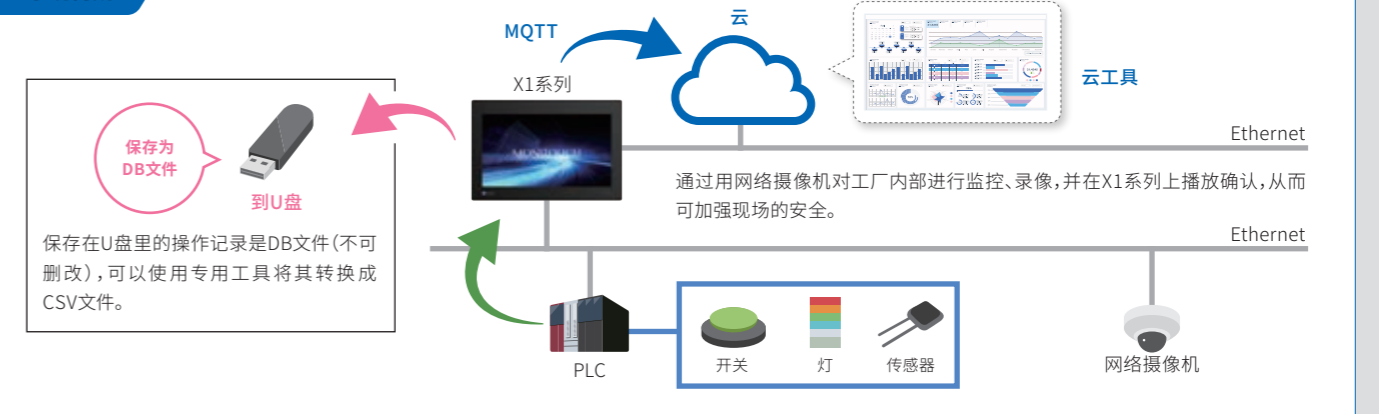 MQTT
云
X1系列
云工具
Ethernet
保存为
DB文件
到U盘
MONITOUCH
通过用网络摄像机对工厂内部进行监控、录像，并在X1系列上播放确认，从而
可加强现场的安全。
保存在U盘里的操作记录是DB文件（不可
删改），可以使用专用工具将其转换成
CSV文件。
Ethernet
PLC
开关
灯
传感器
网络摄像机